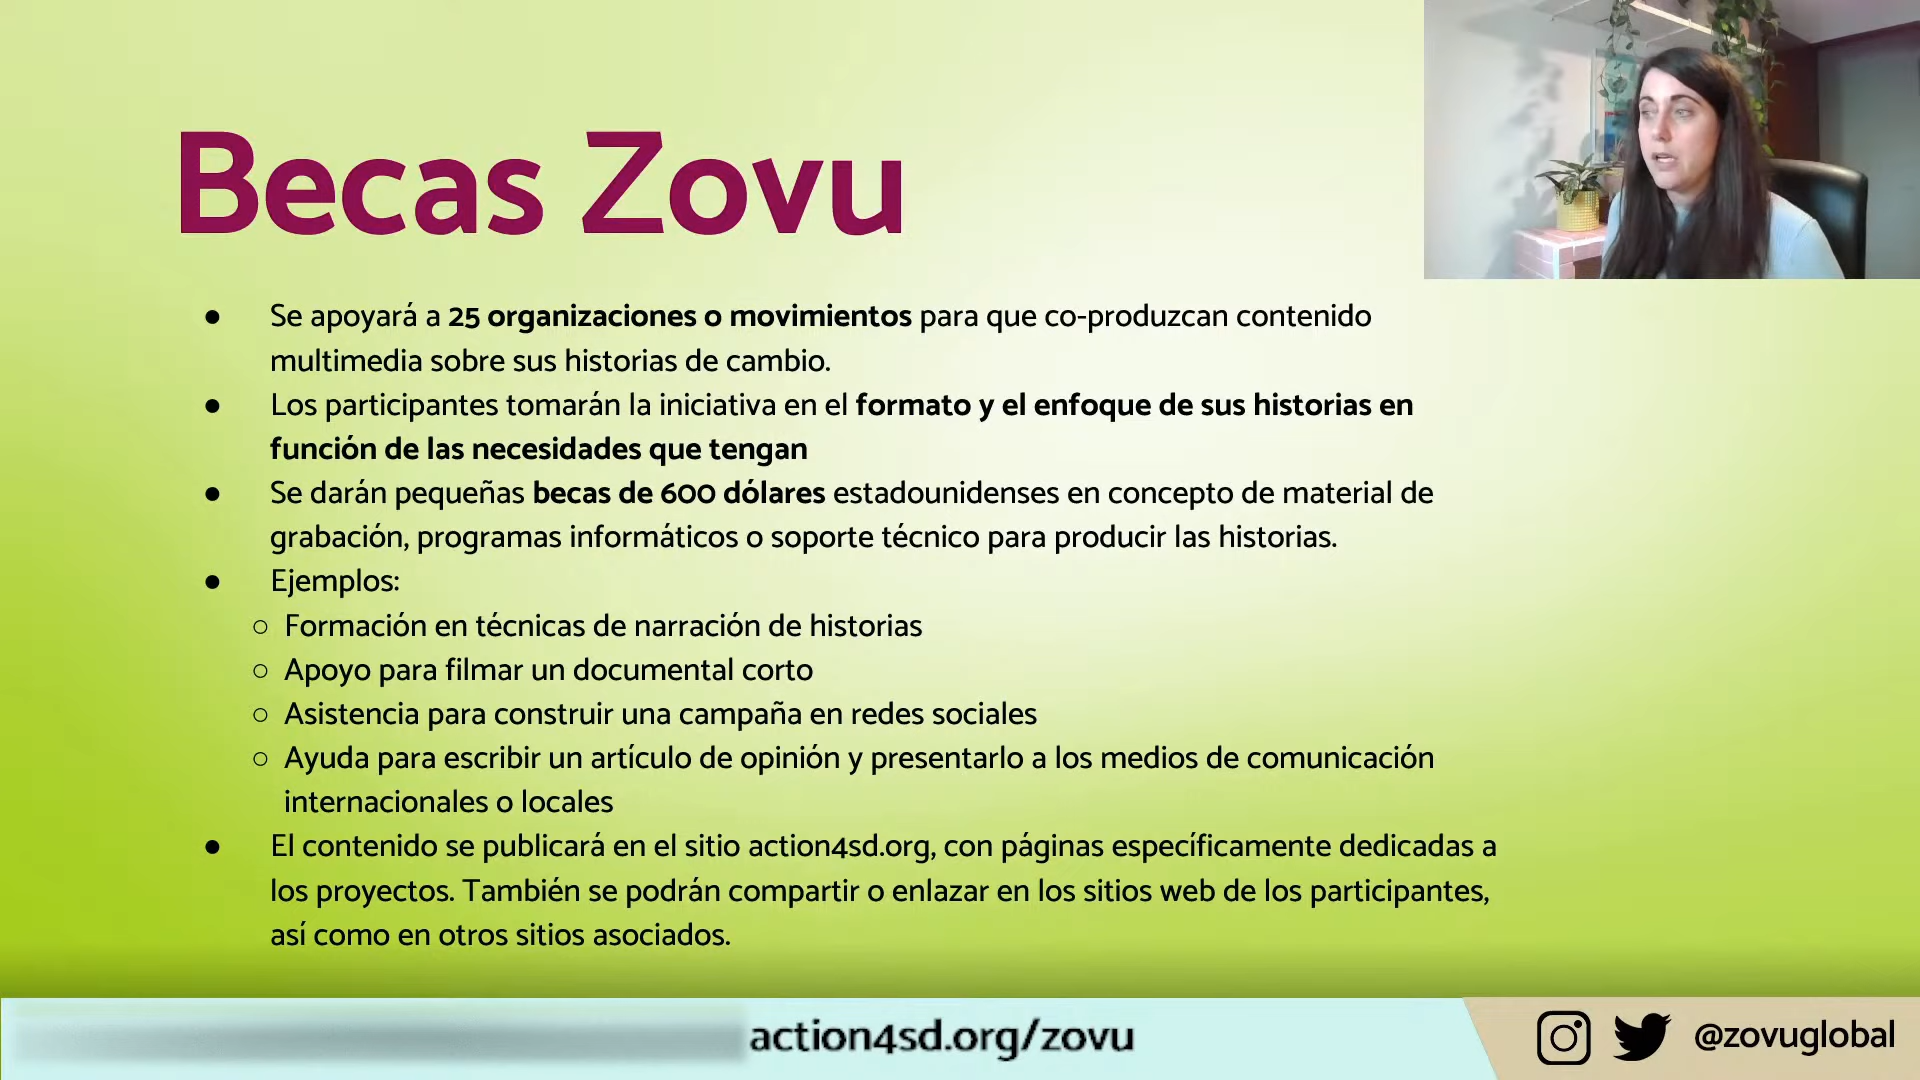 Becas Zovu
● Se apoyará a 25 organizaciones o movimientos para que co-produzcan contenido
multimedia sobre sus historias de cambio.
● Los participantes tomarán la iniciativa en el formato y el enfoque de sus historias en
función de las necesidades que tengan
● Se darán pequeñas becas de 600 dólares estadounidenses en concepto de material de
grabación, programas informáticos o soporte técnico para producir las historias.
● Ejemplos:
○ Formación en técnicas de narración de historias
○ Apoyo para filmar un documental corto
○ Asistencia para construir una campaña en redes sociales
○ Ayuda para escribir un artículo de opinión y presentarlo a los medios de comunicación
internacionales o locales
● El contenido se publicará en el sitio action4sd.org, con páginas específicamente dedicadas a
los proyectos. También se podrán compartir o enlazar en los sitios web de los participantes,
así como en otros sitios asociados.
action4sd.org/zovu
@zovuglobal